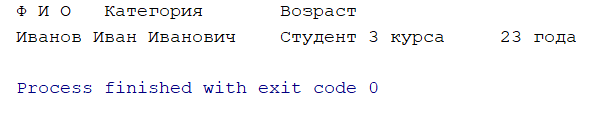 Ф И О Категория Возраст
Иванов Иван Иванович Студент 3 курса 23 года
Process finished with exit code 0